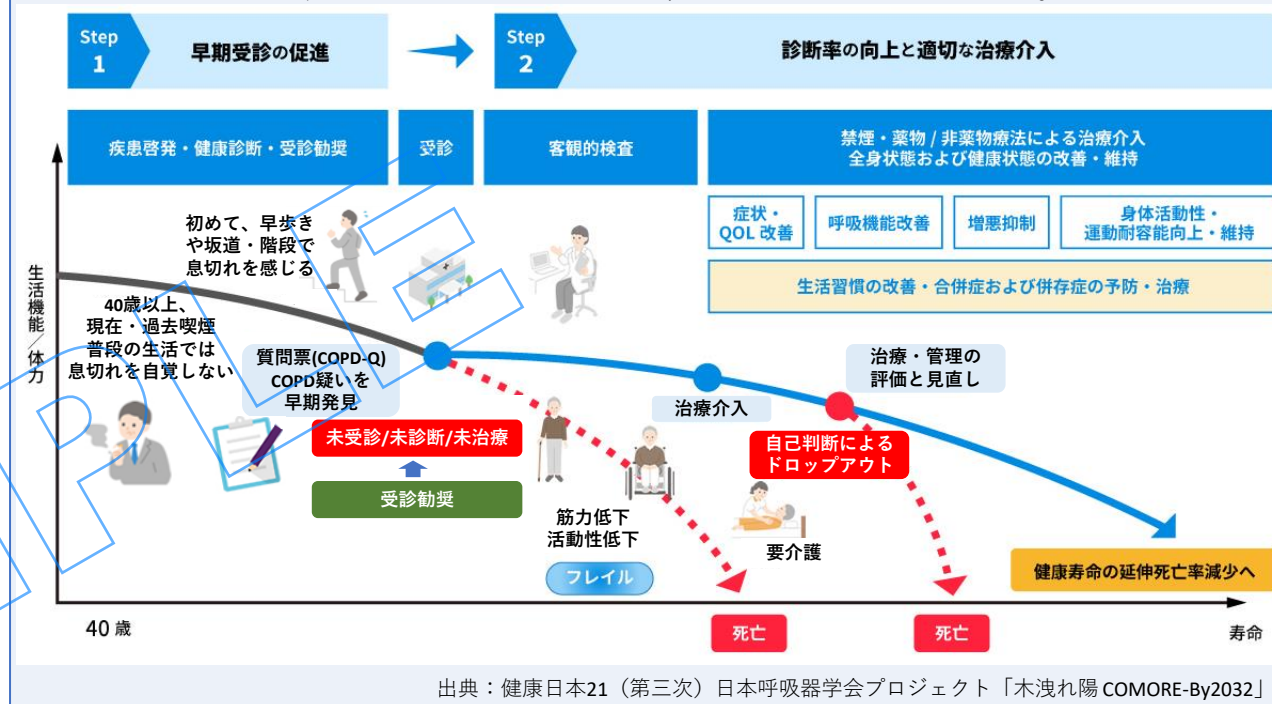 Step
1
早期受診の促進
Step
2
診断率の向上と適切な治療介入
疾患啓発・健康診断・受診勧奨
受診
客観的検査
禁煙・薬物 / 非薬物療法による治療介入
全身状態および健康状態の改善・維持
症状・
QOL 改善
呼吸機能改善
増悪抑制
身体活動性・
運動耐容能向上・維持
生活習慣の改善・合併症および併存症の予防・治療
生活機能／体力
初めて、早歩き
や坂道・階段で
息切れを感じる
40歳以上、
現在・過去喫煙
普段の生活では
息切れを自覚しない
質問票(COPD-Q)
COPD疑いを
早期発見
未受診/未診断/未治療
受診勧奨
治療介入
治療・管理の
評価と見直し
自己判断による
ドロップアウト
筋力低下
活動性低下
フレイル
要介護
健康寿命の延伸死亡率減少へ
40 歳
死亡
死亡
寿命
出典：健康日本21（第三次）日本呼吸器学会プロジェクト「木洩れ陽 COMORE-By2032」